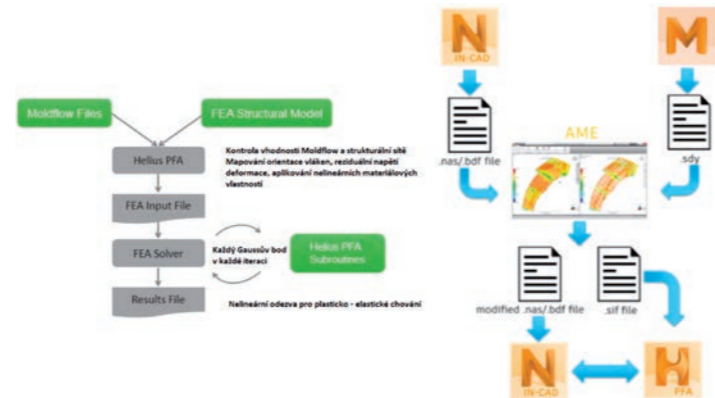 Moldflow Files
FEA Structural Model
Helius PFA
Kontrola vhodnosti Moldflow a strukturální sítě
Mapování orientace vláken, reziduální napětí
deformace, aplikování nelineárních materiálových
vlastností
FEA Input File
FEA Solver
Každý Gaussův bod
v každé iteraci
Helius PFA
Subroutines
Results File
Nelineární odezva pro plasticko - elastické chování
N
IN-CAD
M
.nas/.bdf file
AME
.sdy
modified .nas/.bdf file
.sif file
N
IN-CAD
H
PFA